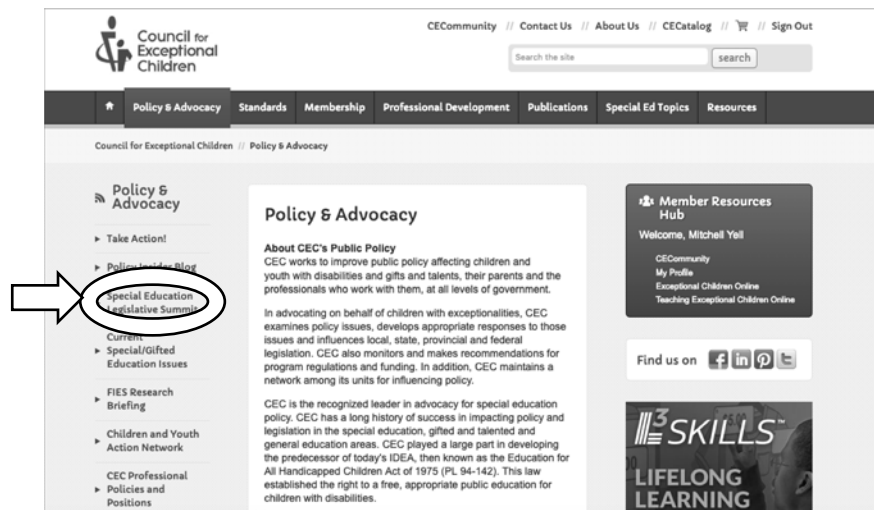 Council for
Exceptional
Children
CECommunity // Contact Us // About Us // CECatalog // // Sign Out
Search the site
search
Policy & Advocacy Standards Membership Professional Development Publications Special Ed Topics Resources
Council for Exceptional Children // Policy & Advocacy
Policy &
Advocacy
Take Action!
Policy Insider Blog
Special Education
Legislative Summit
Current
Special/Gifted
Education Issues
FIES Research
Briefing
Children and Youth
Action Network
CEC Professional
Policies and
Positions
Policy & Advocacy
About CEC's Public Policy
CEC works to improve public policy affecting children and
youth with disabilities and gifts and talents, their parents and the
professionals who work with them, at all levels of government.
In advocating on behalf of children with exceptionalities, CEC
examines policy issues, develops appropriate responses to those
issues and influences local, state, provincial and federal
legislation. CEC also monitors and makes recommendations for
program regulations and funding. In addition, CEC maintains a
network among its units for influencing policy.
CEC is the recognized leader in advocacy for special education
policy. CEC has a long history of success in impacting policy and
legislation in the special education, gifted and talented and
general education areas. CEC played a large part in developing
the predecessor of today's IDEA, then known as the Education for
All Handicapped Children Act of 1975 (PL 94-142). This law
established the right to a free, appropriate public education for
children with disabilities.
Member Resources
Hub
Welcome, Mitchell Yell
CECommunity
My Profile
Exceptional Children Online
Teaching Exceptional Children Online
Find us on
L3 SKILLS™
LIFELONG
LEARNING